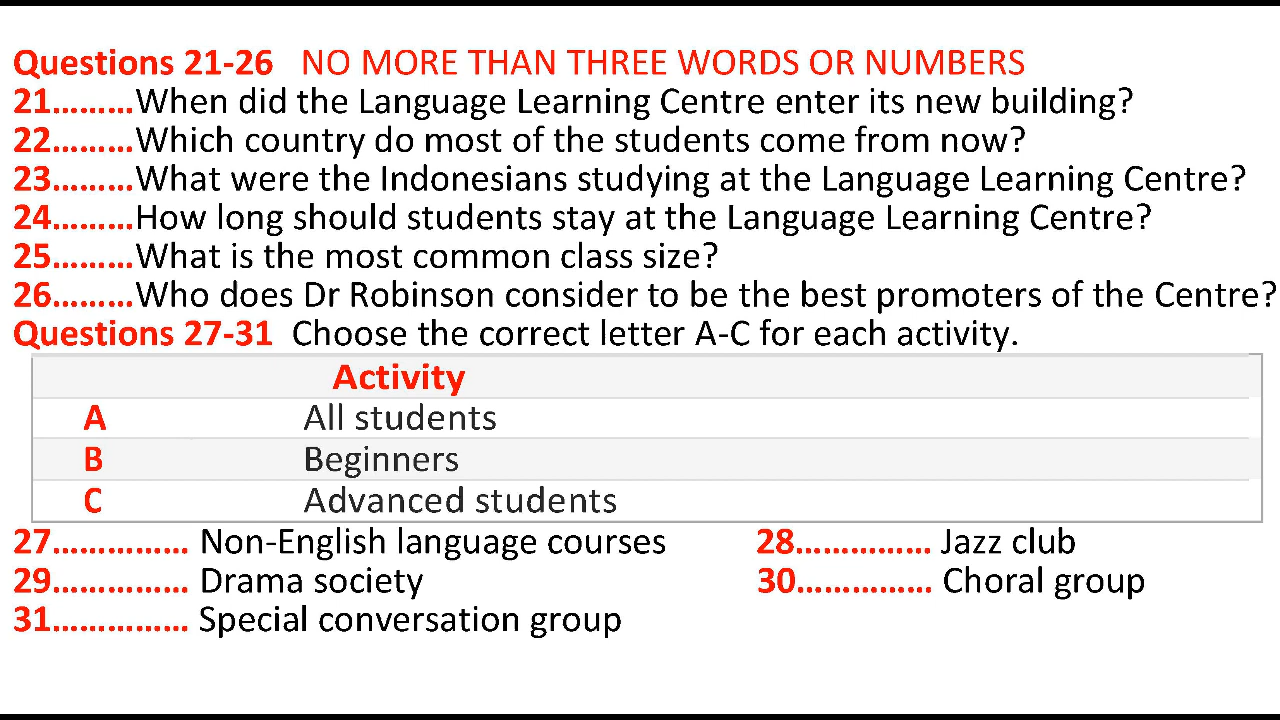 Questions 21-26 NO MORE THAN THREE WORDS OR NUMBERS
21.........When did the Language Learning Centre enter its new building?
22.........Which country do most of the students come from now?
23.........What were the Indonesians studying at the Language Learning Centre?
24.........How long should students stay at the Language Learning Centre?
25.........What is the most common class size?
26.........Who does Dr Robinson consider to be the best promoters of the Centre?
Questions 27-31 Choose the correct letter A-C for each activity.
Activity
A All students
B Beginners
C Advanced students
27............... Non-English language courses 28............... Jazz club
29............... Drama society 30............... Choral group
31............... Special conversation group